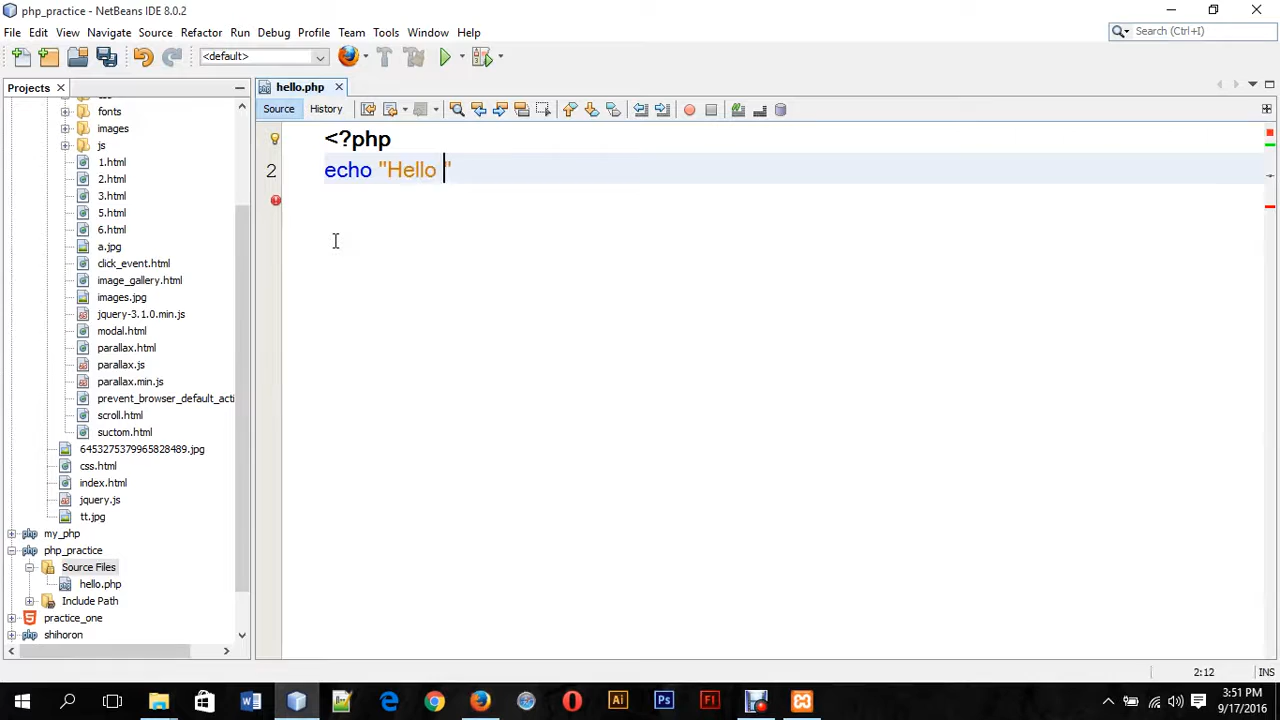 php_practice - NetBeans IDE 8.0.2
File Edit View Navigate Source Refactor Run Debug Profile Team Tools Window Help
Search (Ctrl+I)
<default>
Projects
hello.php
Source History
fonts
images
js
1.html
2.html
3.html
5.html
6.html
a.jpg
click_event.html
image_gallery.html
images.jpg
jquery-3.1.0.min.js
modal.html
parallax.html
parallax.js
parallax.min.js
prevent_browser_default_acti
scroll.html
suctom.html
6453275379965828489.jpg
css.html
index.html
jquery.js
tt.jpg
my_php
php_practice
Source Files
hello.php
Include Path
practice_one
shihoron
<?php
2 echo "Hello "
2:12 INS
3:51 PM
9/17/2016